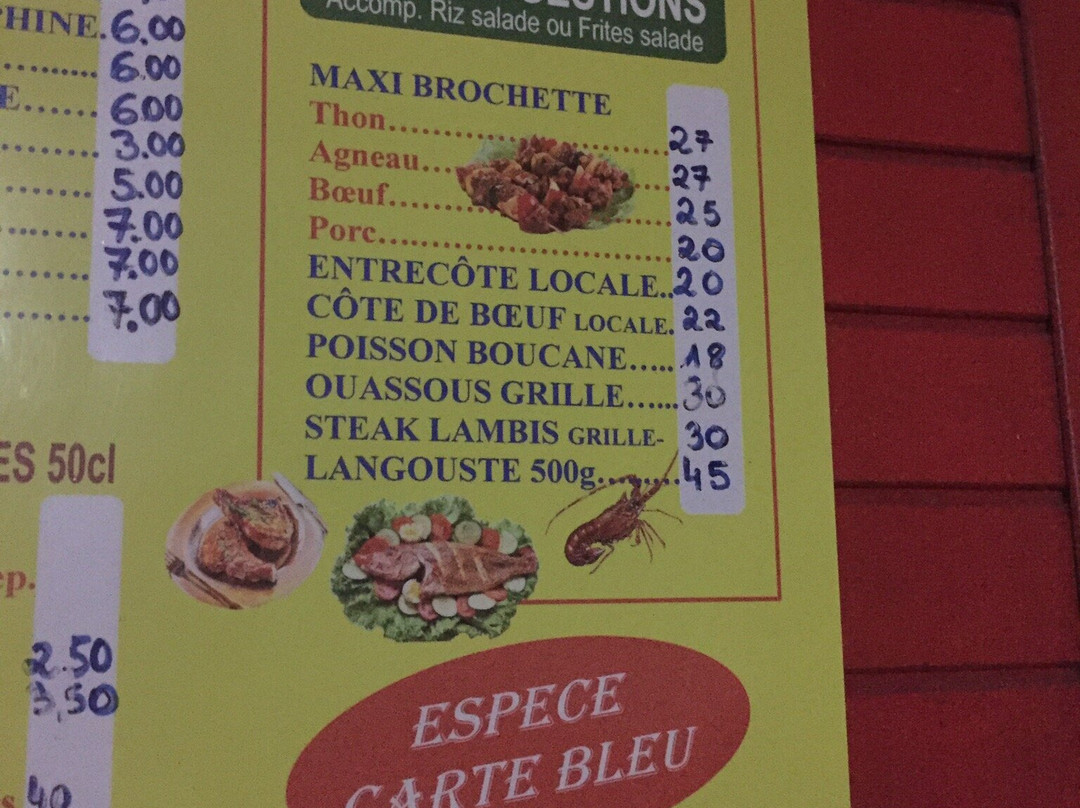 HINE.6.00
......... 6.00
E...... 600
......... 3.00
......... 5.00
......... 7.00
......... 7.00
......... 7.00
ES 50cl
ep.
2.50
3,50
40
Accomp. Riz salade ou Frites salade
MAXI BROCHETTE
Thon...... 27
Agneau...... 27
Bœuf...... 25
Porc...... 20
ENTRECÔTE LOCALE..20
CÔTE DE BŒUF LOCALE. 22
POISSON BOUCANE...... 18
OUASSOUS GRILLE...... 30
STEAK LAMBIS GRILLE- 30
LANGOUSTE 500g...... 45
ESPECE
CARTE BLEU